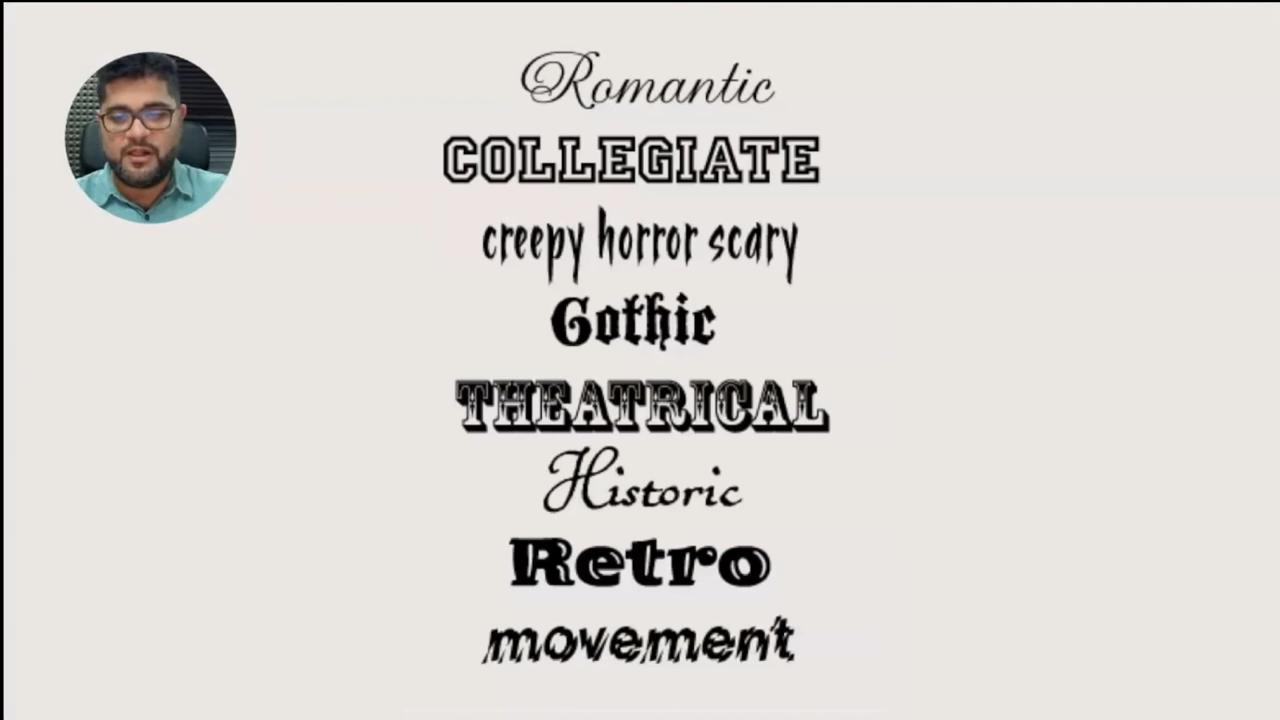 Romantic
COLLEGIATE
creepy horror scary
Gothic
THEATRICAL
Historic
Retro
movement